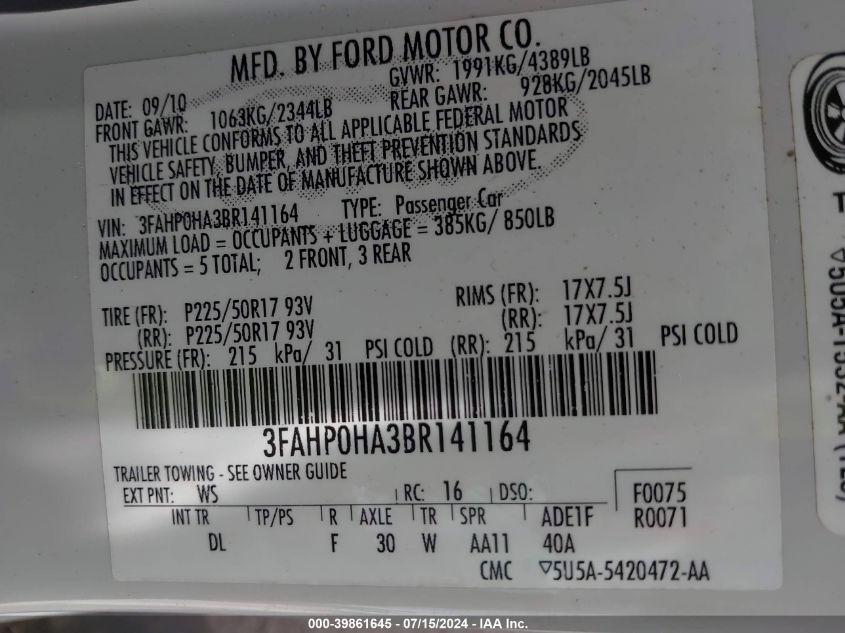 MFD. BY FORD MOTOR CO.
DATE: 09/10 GVWR: 1991KG/4389LB
FRONT GAWR: 1063KG/2344LB REAR GAWR: 928KG/2045LB
THIS VEHICLE CONFORMS TO ALL APPLICABLE FEDERAL MOTOR
VEHICLE SAFETY, BUMPER, AND THEFT PREVENTION STANDARDS
IN EFFECT ON THE DATE OF MANUFACTURE SHOWN ABOVE.
VIN: 3FAHP0HA3BR141164 TYPE: Passenger Car
MAXIMUM LOAD = OCCUPANTS + LUGGAGE = 385KG/ 850LB
OCCUPANTS = 5 TOTAL; 2 FRONT, 3 REAR
TIRE (FR): P225/50R17 93V RIMS (FR): 17X7.5J
(RR): P225/50R17 93V (RR): 17X7.5J
PRESSURE (FR): 215 kPa/ 31 PSI COLD (RR): 215 kPa/ 31 PSI COLD
3FAHP0HA3BR141164
TRAILER TOWING - SEE OWNER GUIDE
EXT PNT: WS RC: 16 DSO: F0075
INT TR TP/PS R AXLE TR SPR ADE1F R0071
DL F 30 W AA11 40A
CMC ▽5U5A-5420472-AA
000-39861645 - 07/15/2024 - IAA Inc.